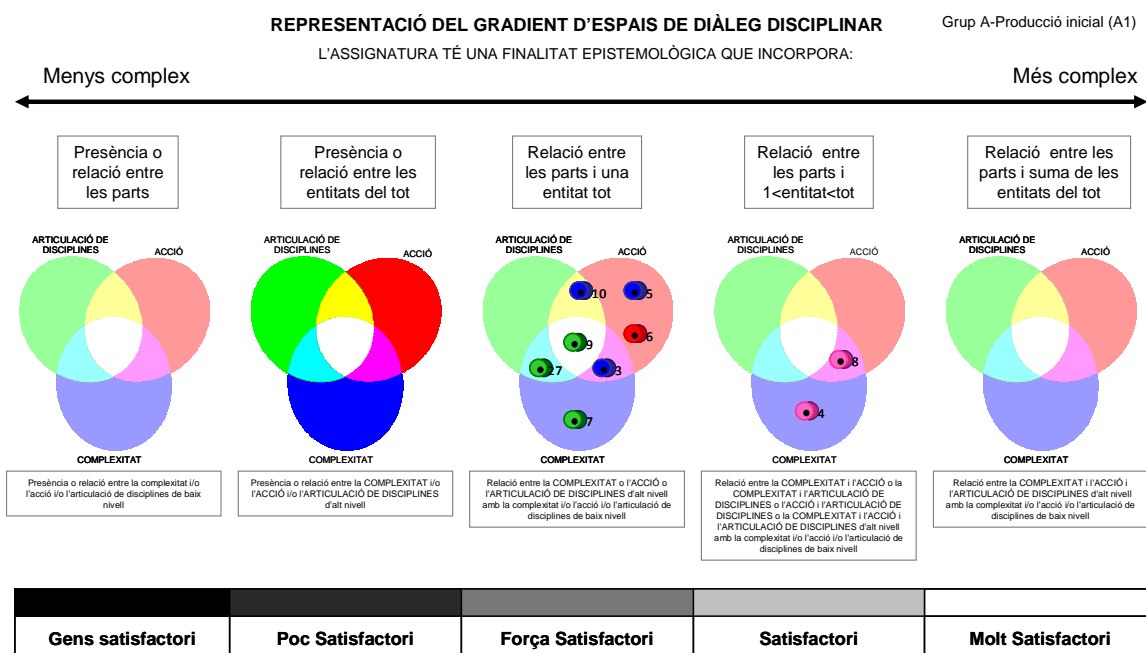 REPRESENTACIÓ DEL GRADIENT D'ESPAIS DE DIÀLEG DISCIPLINAR
Grup A-Producció inicial (A1)
L'ASSIGNATURA TÉ UNA FINALITAT EPISTEMOLÒGICA QUE INCORPORA:
Menys complex
Més complex
Presència o
relació entre
les parts
Presència o
relació entre les
entitats del tot
Relació entre
les parts i una
entitat tot
Relació entre
les parts i
1<entitat<tot
Relació entre les
parts i suma de les
entitats del tot
ARTICULACIÓ DE
DISCIPLINES
ACCIÓ
COMPLEXITAT
ARTICULACIÓ DE
DISCIPLINES
ACCIÓ
COMPLEXITAT
ARTICULACIÓ DE
DISCIPLINES
ACCIÓ
10
5
6
9
27
3
7
COMPLEXITAT
ARTICULACIÓ DE
DISCIPLINES
ACCIÓ
8
4
COMPLEXITAT
ARTICULACIÓ DE
DISCIPLINES
ACCIÓ
COMPLEXITAT
Presència o relació entre la complexitat i/o
l'acció i/o l'articulació de disciplines de baix
nivell
Presència o relació entre la COMPLEXITAT i/o
l'ACCIÓ i/o l'ARTICULACIÓ DE DISCIPLINES
d'alt nivell
Relació entre la COMPLEXITAT o l'ACCIÓ o
l'ARTICULACIÓ DE DISCIPLINES d'alt nivell
amb la complexitat i/o l'acció i/o l'articulació de
disciplines de baix nivell
Relació entre la COMPLEXITAT i l'ACCIÓ o la
COMPLEXITAT i l'ARTICULACIÓ DE
DISCIPLINES o l'ACCIÓ i l'ARTICULACIÓ DE
DISCIPLINES o la COMPLEXITAT i l'ACCIÓ i
l'ARTICULACIÓ DE DISCIPLINES d'alt nivell
amb la complexitat i/o l'acció i/o l'articulació de
disciplines de baix nivell
Relació entre la COMPLEXITAT i l'ACCIÓ i
l'ARTICULACIÓ DE DISCIPLINES d'alt nivell
amb la complexitat i/o l'acció i/o l'articulació de
disciplines de baix nivell
Gens satisfactori
Poc Satisfactori
Força Satisfactori
Satisfactori
Molt Satisfactori